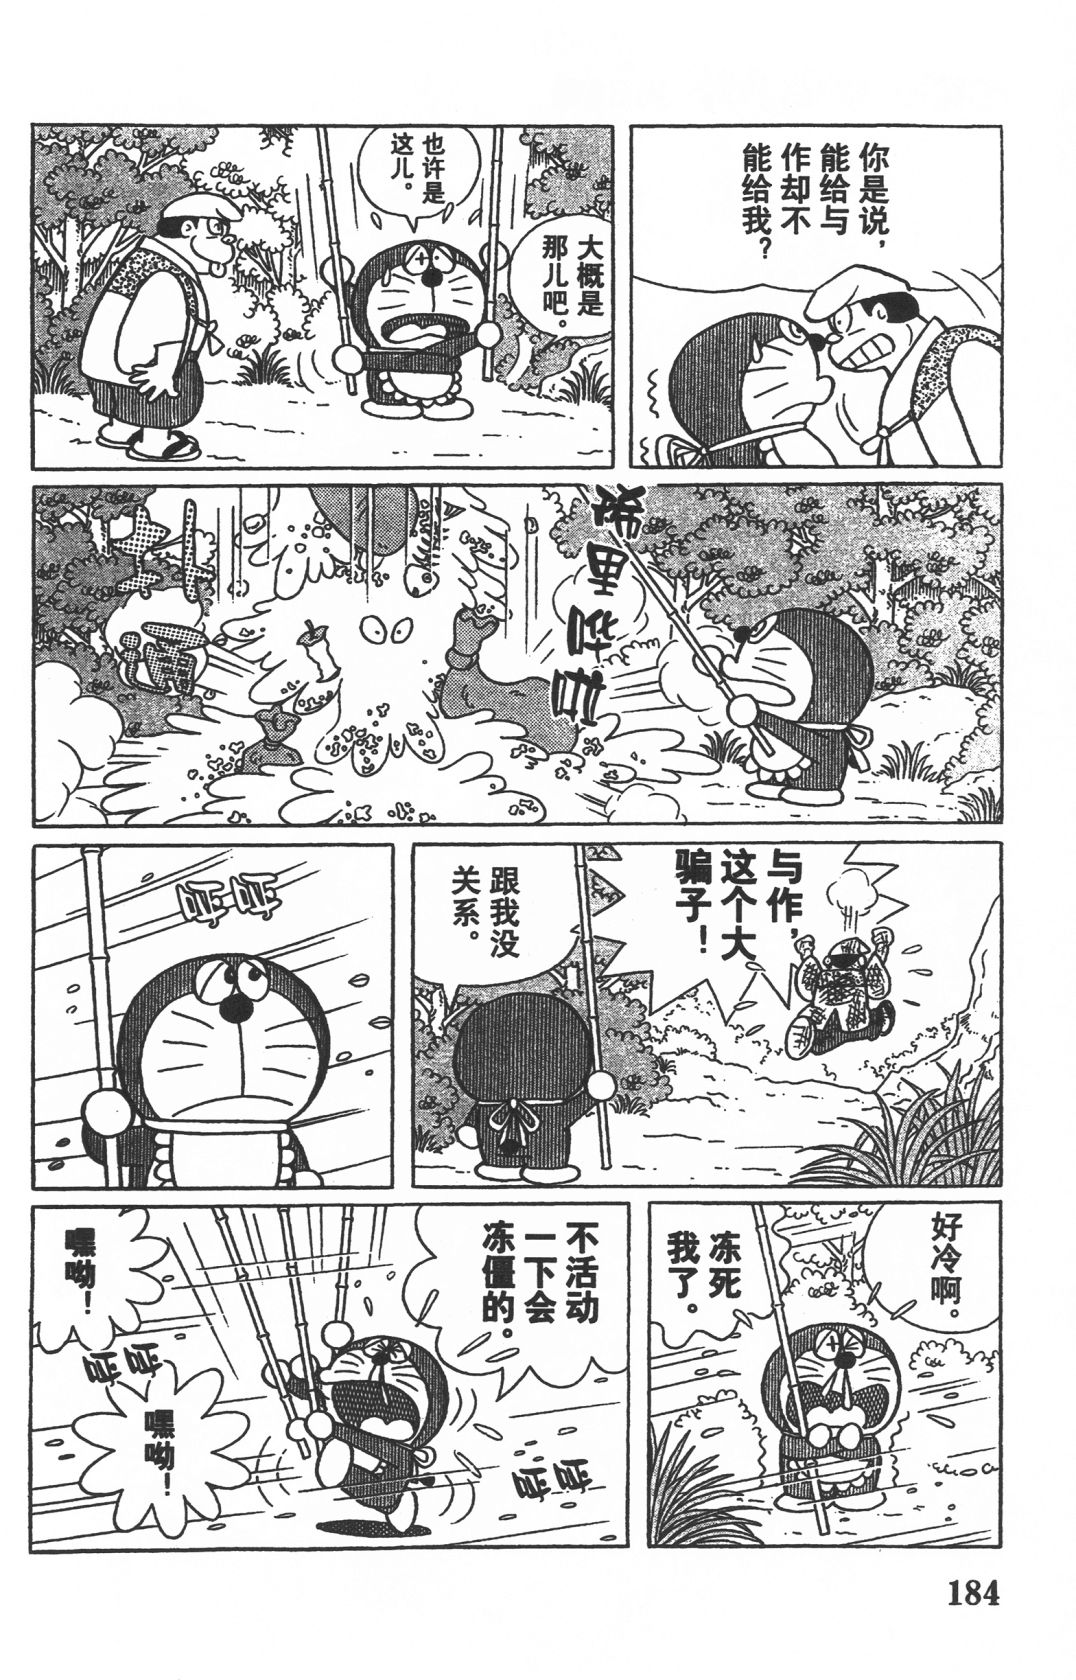 你是说，
能给与
作却不
能给我？
大概是
那儿吧。
也许是
这儿。
稀里哗啦
与作，
这个大
骗子！
跟我没
关系。
呼呼
好冷啊。
冻死
我了。
不活动
一下会
冻僵的。
呼呼
嘿呦！
呼呼
嘿呦！
184